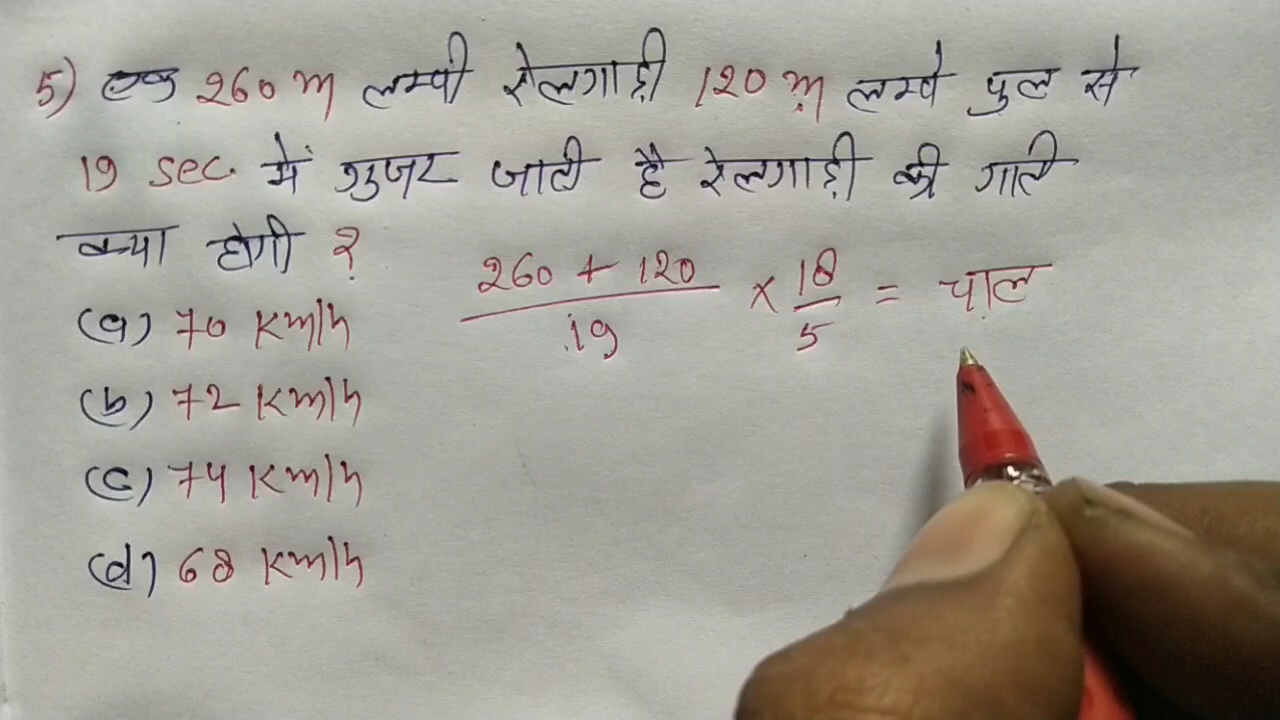 5) एक 260 m लम्बी रेलगाड़ी 120 m लम्बे पुल से
19 sec. में गुजर जाती है रेलगाड़ी की गति
क्या होगी ?
260 + 120 / 19 × 18/5 = चाल
(a) 70 Km/h
(b) 72 Km/h
(c) 74 Km/h
(d) 68 Km/h